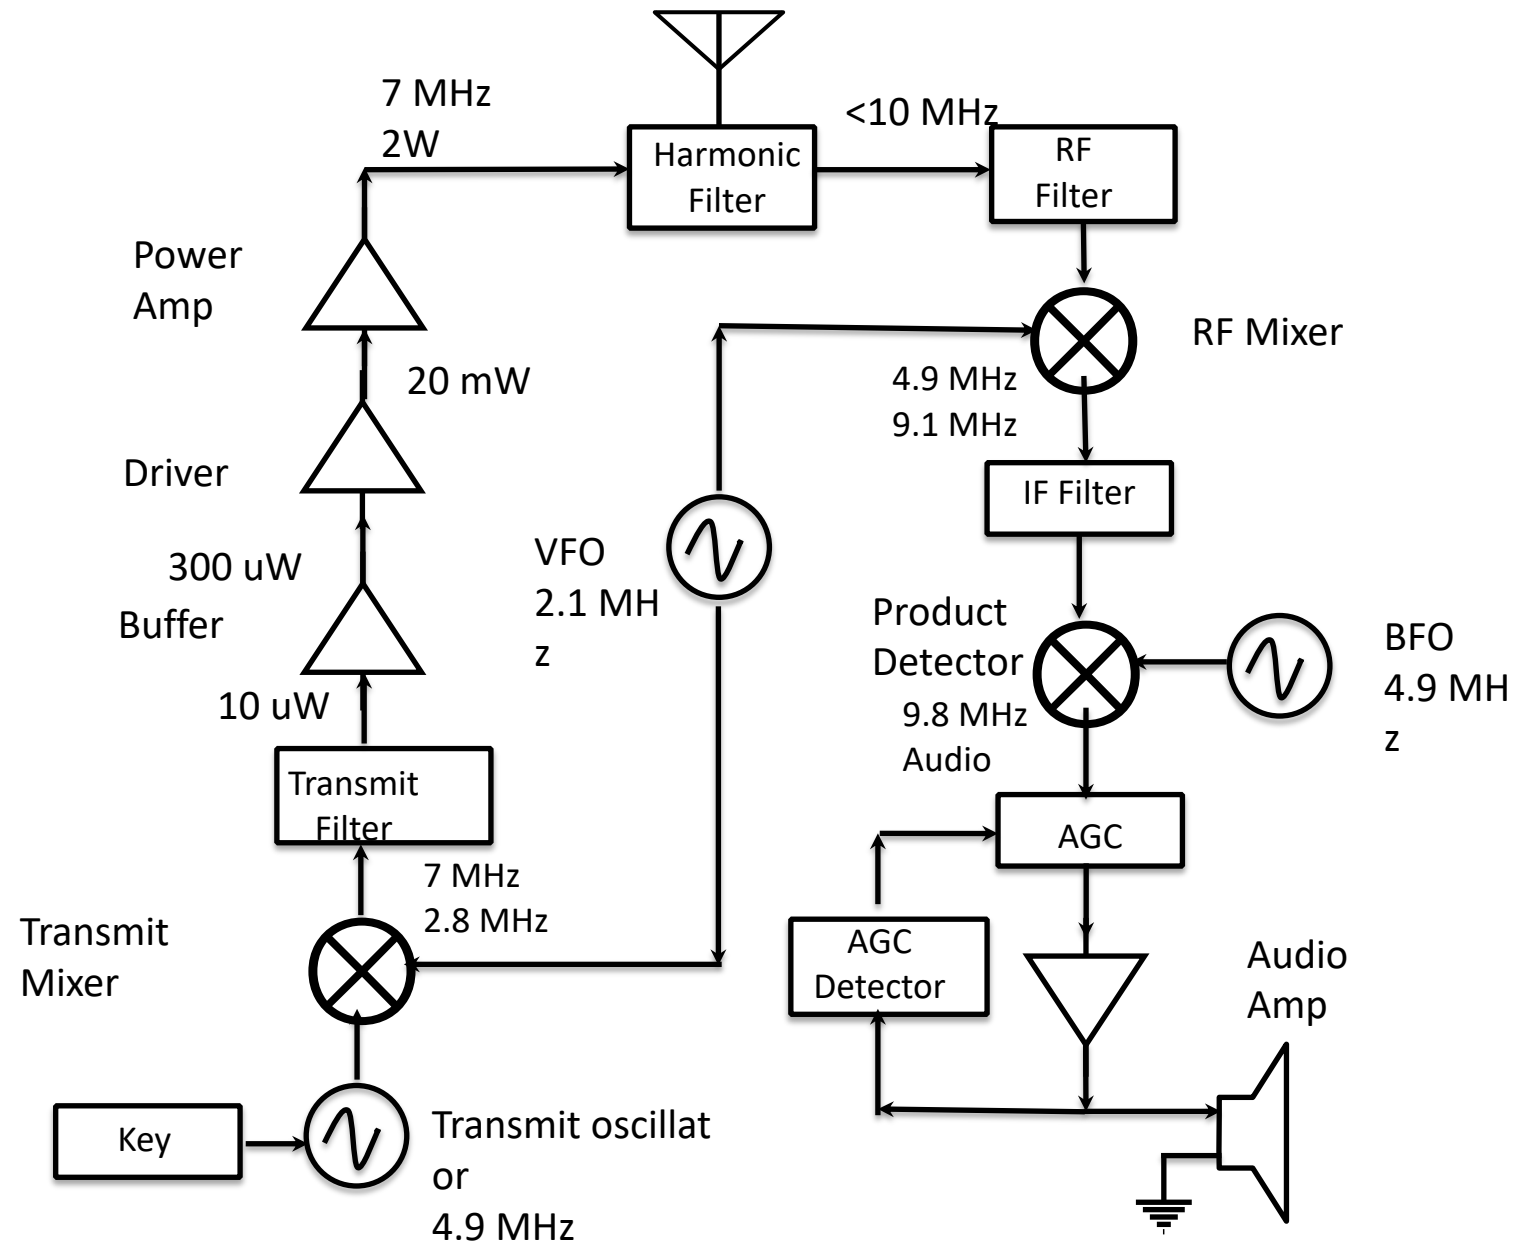 7 MHz
2W
<10 MHz
Harmonic
Filter
RF
Filter
Power
Amp
RF Mixer
20 mW
4.9 MHz
9.1 MHz
Driver
IF Filter
300 uW
VFO
2.1 MH
z
Buffer
Product
Detector
BFO
4.9 MH
z
10 uW
9.8 MHz
Audio
Transmit
Filter
AGC
7 MHz
2.8 MHz
Transmit
Mixer
AGC
Detector
Audio
Amp
Key
Transmit oscillat
or
4.9 MHz